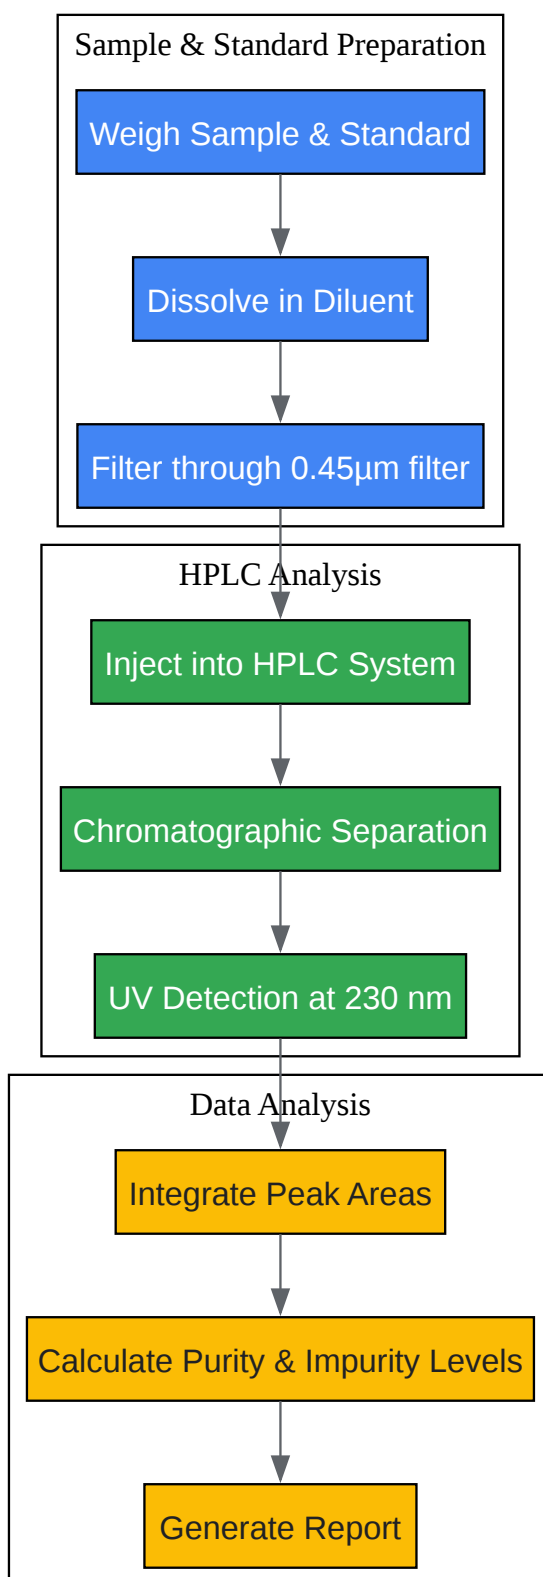 Sample & Standard Preparation
Weigh Sample & Standard
Dissolve in Diluent
Filter through 0.45µm filter
HPLC Analysis
Inject into HPLC System
Chromatographic Separation
UV Detection at 230 nm
Data Analysis
Integrate Peak Areas
Calculate Purity & Impurity Levels
Generate Report